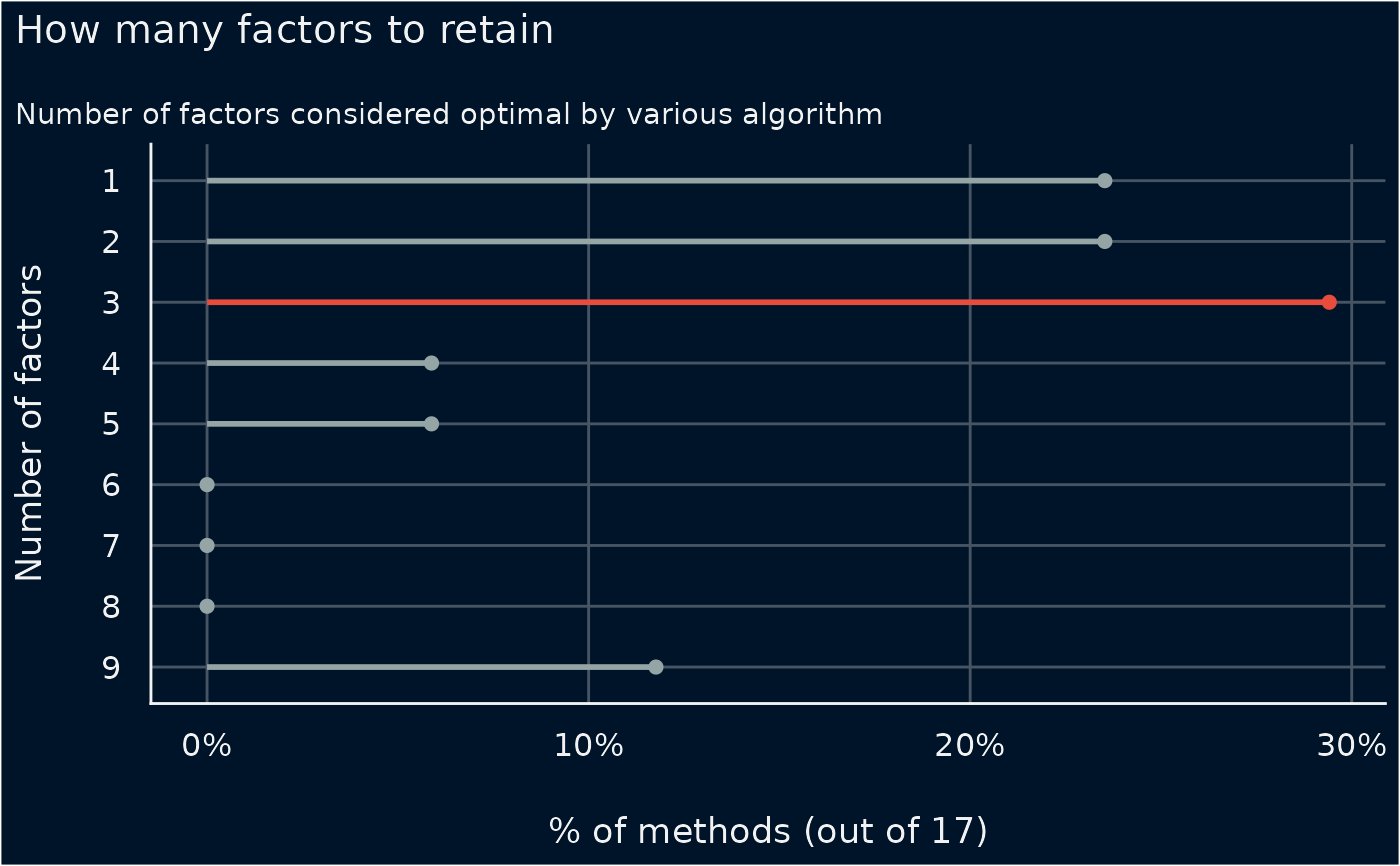 How many factors to retain
Number of factors considered optimal by various algorithm
Number of factors
1
2
3
4
5
6
7
8
9
0% 10% 20% 30%
% of methods (out of 17)